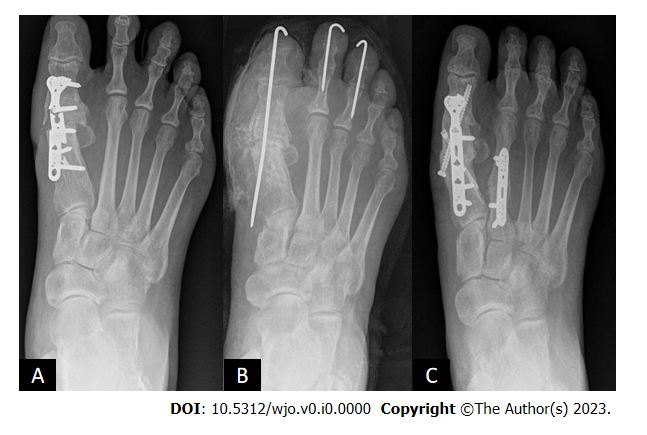 A
B
C
DOI: 10.5312/wjo.v0.i0.0000 Copyright ©The Author(s) 2023.